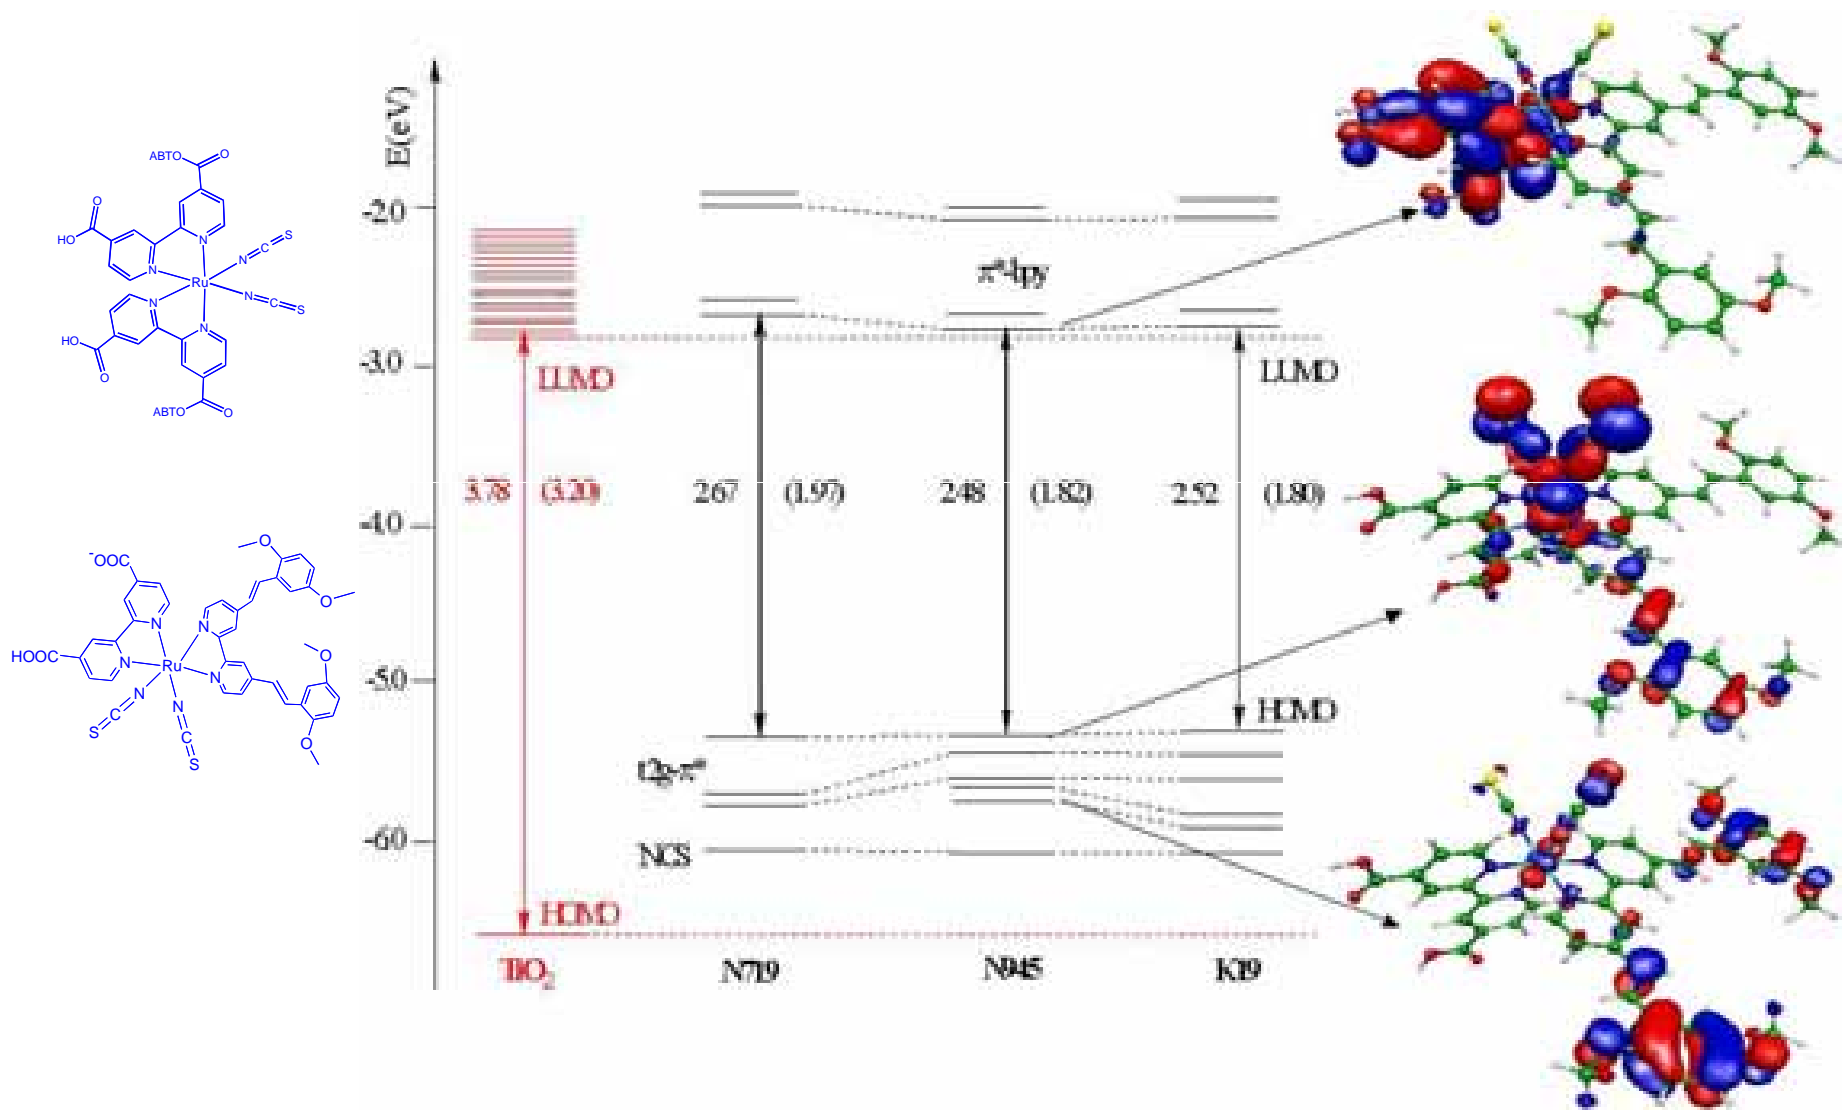 E(eV)
-2.0
-3.0
-4.0
-5.0
-6.0
π*-bpy
LUMO
LUMO
3.78 (3.20)
2.67 (1.97)
2.48 (1.82)
2.52 (1.80)
HOMO
t2g-π*
NCS
HOMO
TiO2
N719
N945
K19
ABTO
O
O
HO
N
N
Ru
N
C
S
N
C
S
N
N
HO
O
ABTO
O
-OOC
HOOC
N
N
Ru
N
N
O
O
O
O
N
C
S
N
C
S